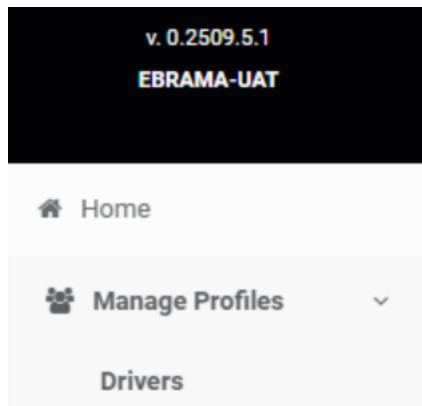 v. 0.2509.5.1
EBRAMA-UAT
Home
Manage Profiles
Drivers